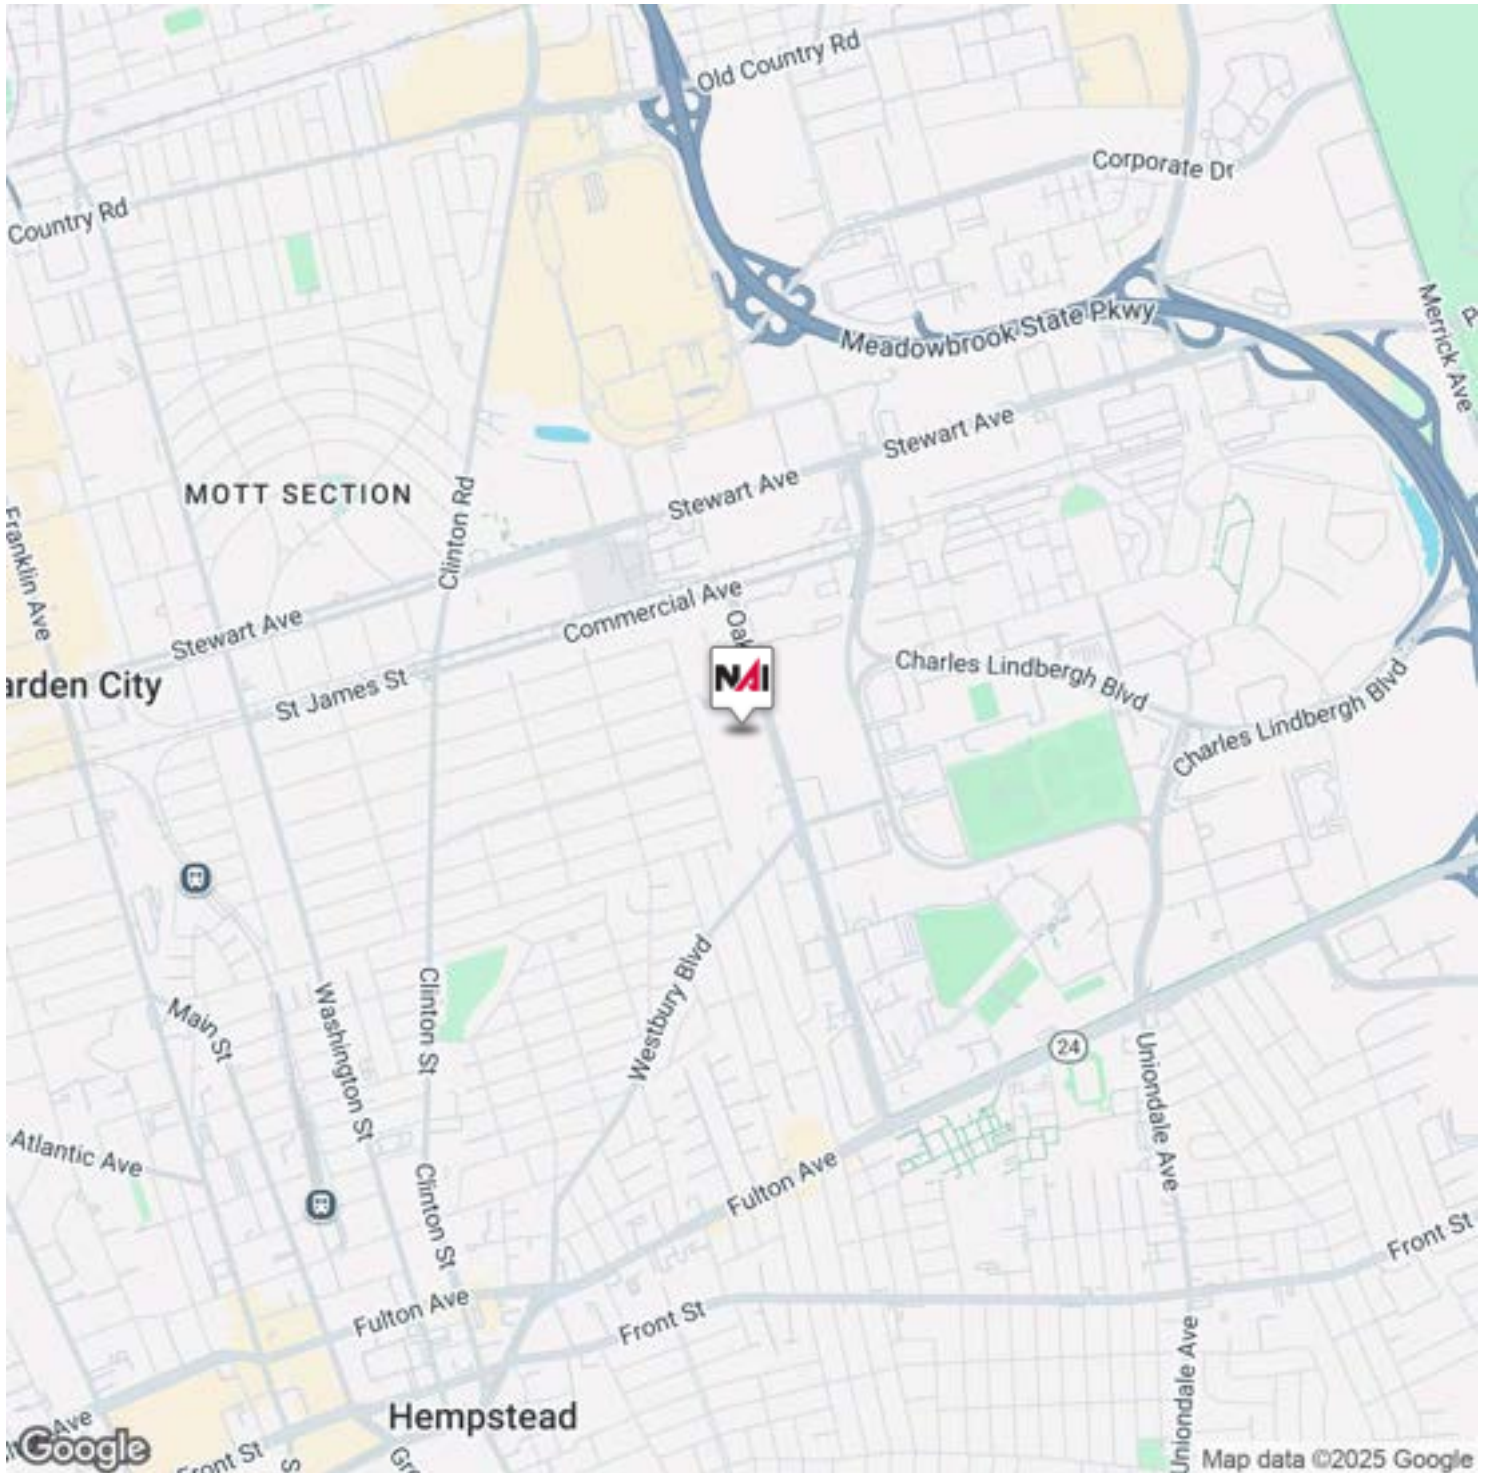 Old Country Rd
Corporate Dr
Country Rd
Meadowbrook State Pkwy
Merrick Ave
Stewart Ave
MOTT SECTION
Clinton Rd
Stewart Ave
Franklin Ave
Commercial Ave
Stewart Ave
NAI
Charles Lindbergh Blvd
arden City
St James St
Charles Lindbergh Blvd
Main St
Washington St
Clinton St
Westbury Blvd
24
Uniondale Ave
Atlantic Ave
Clinton St
Fulton Ave
Front St
Fulton Ave
Front St
Uniondale Ave
Hempstead
Ave
Google
ront St
Map data ©2025 Google